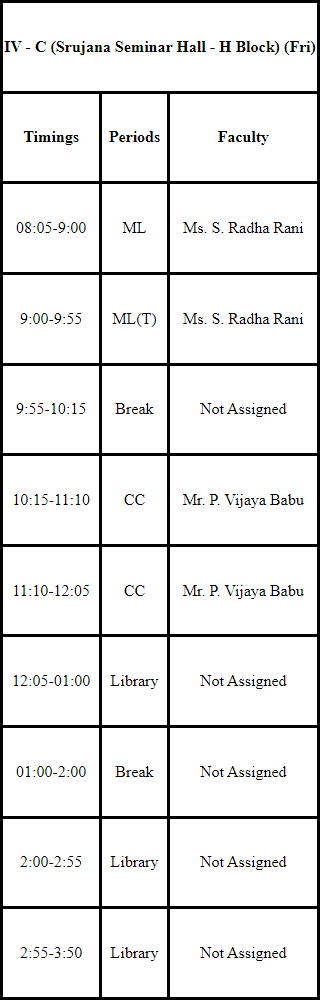 IV - C (Srujana Seminar Hall - H Block) (Fri)
Timings Periods Faculty
08:05-9:00 ML Ms. S. Radha Rani
9:00-9:55 ML(T) Ms. S. Radha Rani
9:55-10:15 Break Not Assigned
10:15-11:10 CC Mr. P. Vijaya Babu
11:10-12:05 CC Mr. P. Vijaya Babu
12:05-01:00 Library Not Assigned
01:00-2:00 Break Not Assigned
2:00-2:55 Library Not Assigned
2:55-3:50 Library Not Assigned